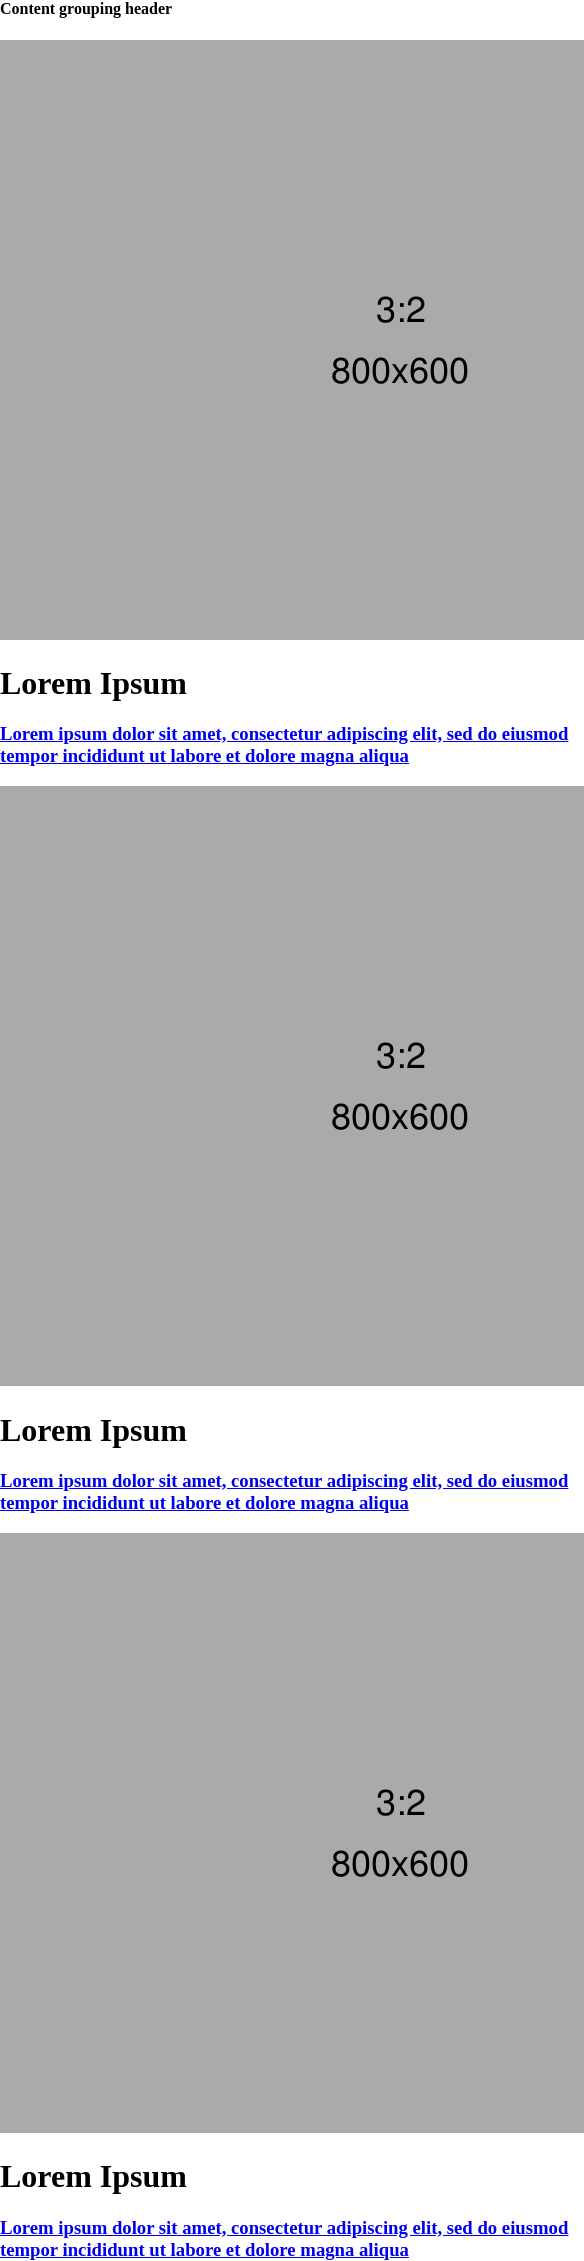 Content grouping header
3:2
800x600
Lorem Ipsum
Lorem ipsum dolor sit amet, consectetur adipiscing elit, sed do eiusmod
tempor incididunt ut labore et dolore magna aliqua
3:2
800x600
Lorem Ipsum
Lorem ipsum dolor sit amet, consectetur adipiscing elit, sed do eiusmod
tempor incididunt ut labore et dolore magna aliqua
3:2
800x600
Lorem Ipsum
Lorem ipsum dolor sit amet, consectetur adipiscing elit, sed do eiusmod
tempor incididunt ut labore et dolore magna aliqua